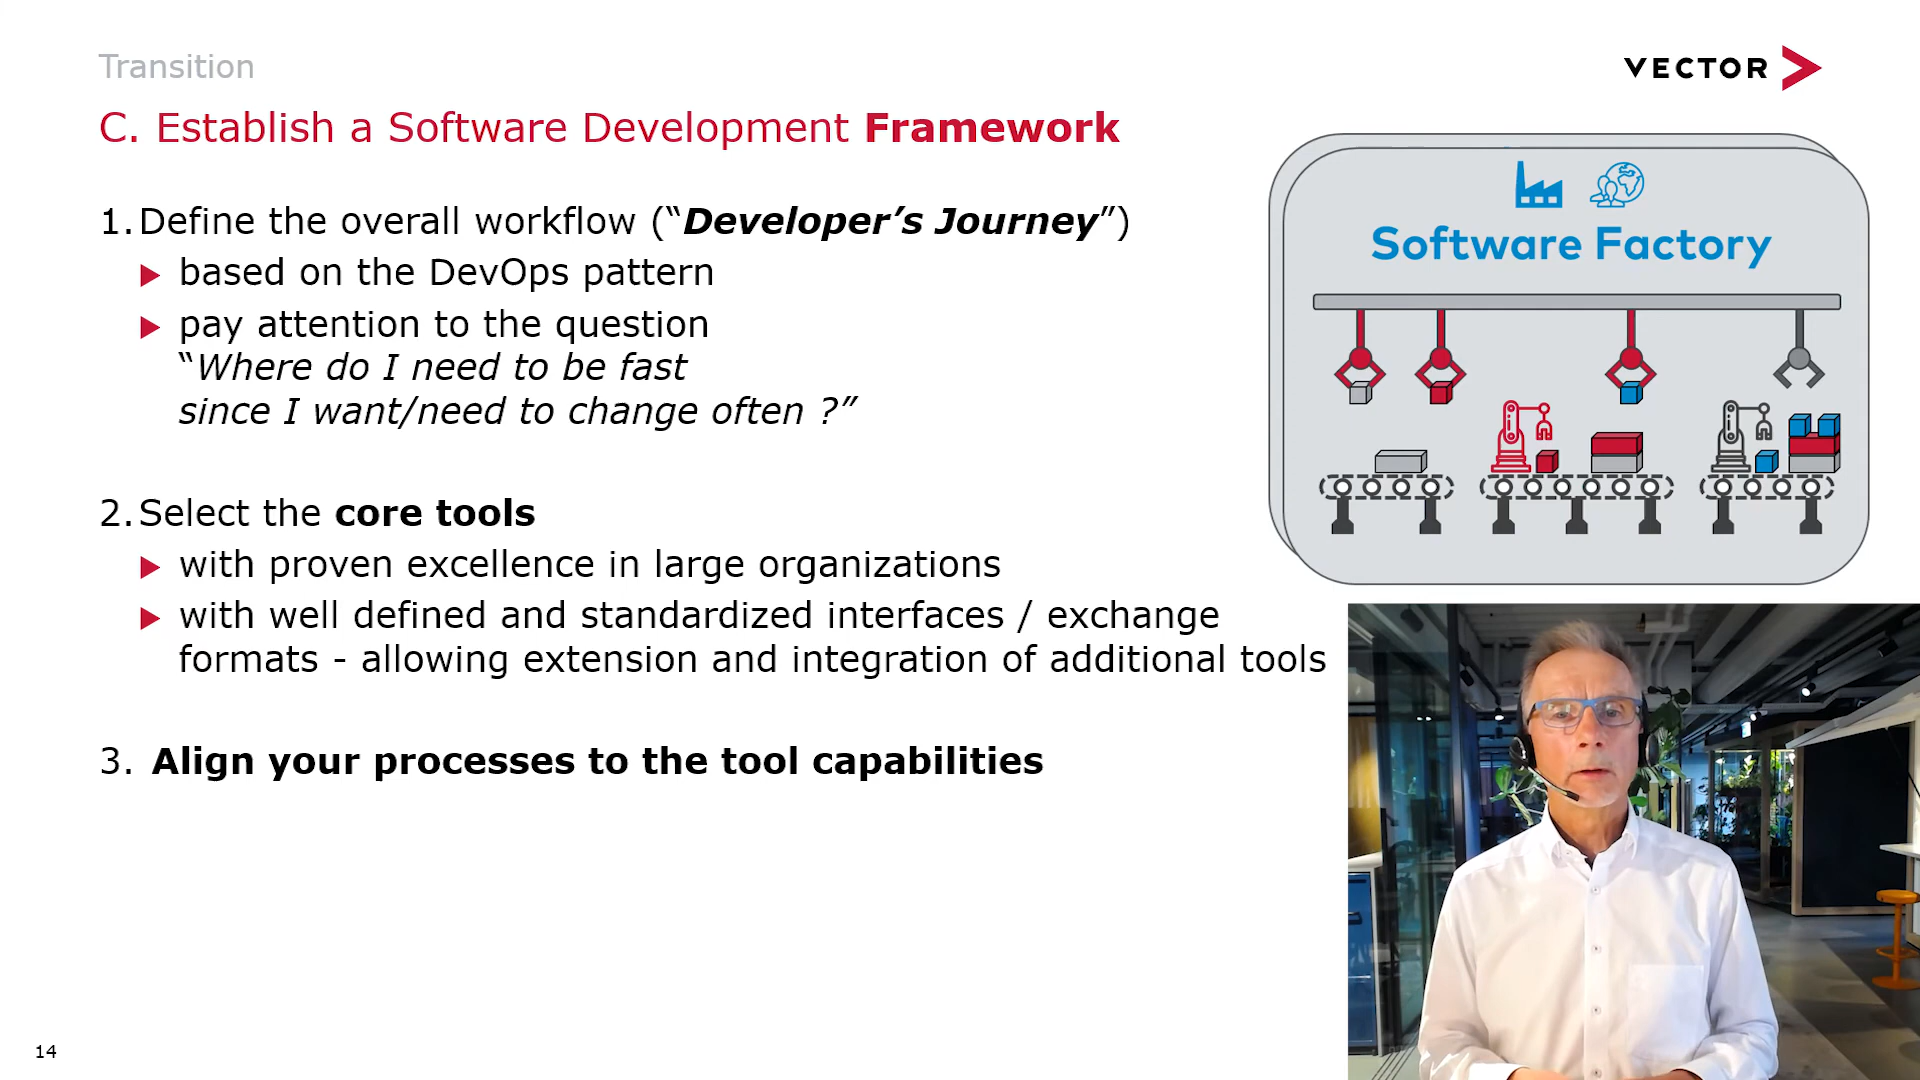 Transition
VECTOR
C. Establish a Software Development Framework
1. Define the overall workflow (“Developer’s Journey”)
based on the DevOps pattern
pay attention to the question
“Where do I need to be fast
since I want/need to change often ?”
2. Select the core tools
with proven excellence in large organizations
with well defined and standardized interfaces / exchange
formats - allowing extension and integration of additional tools
3. Align your processes to the tool capabilities
Software Factory
14